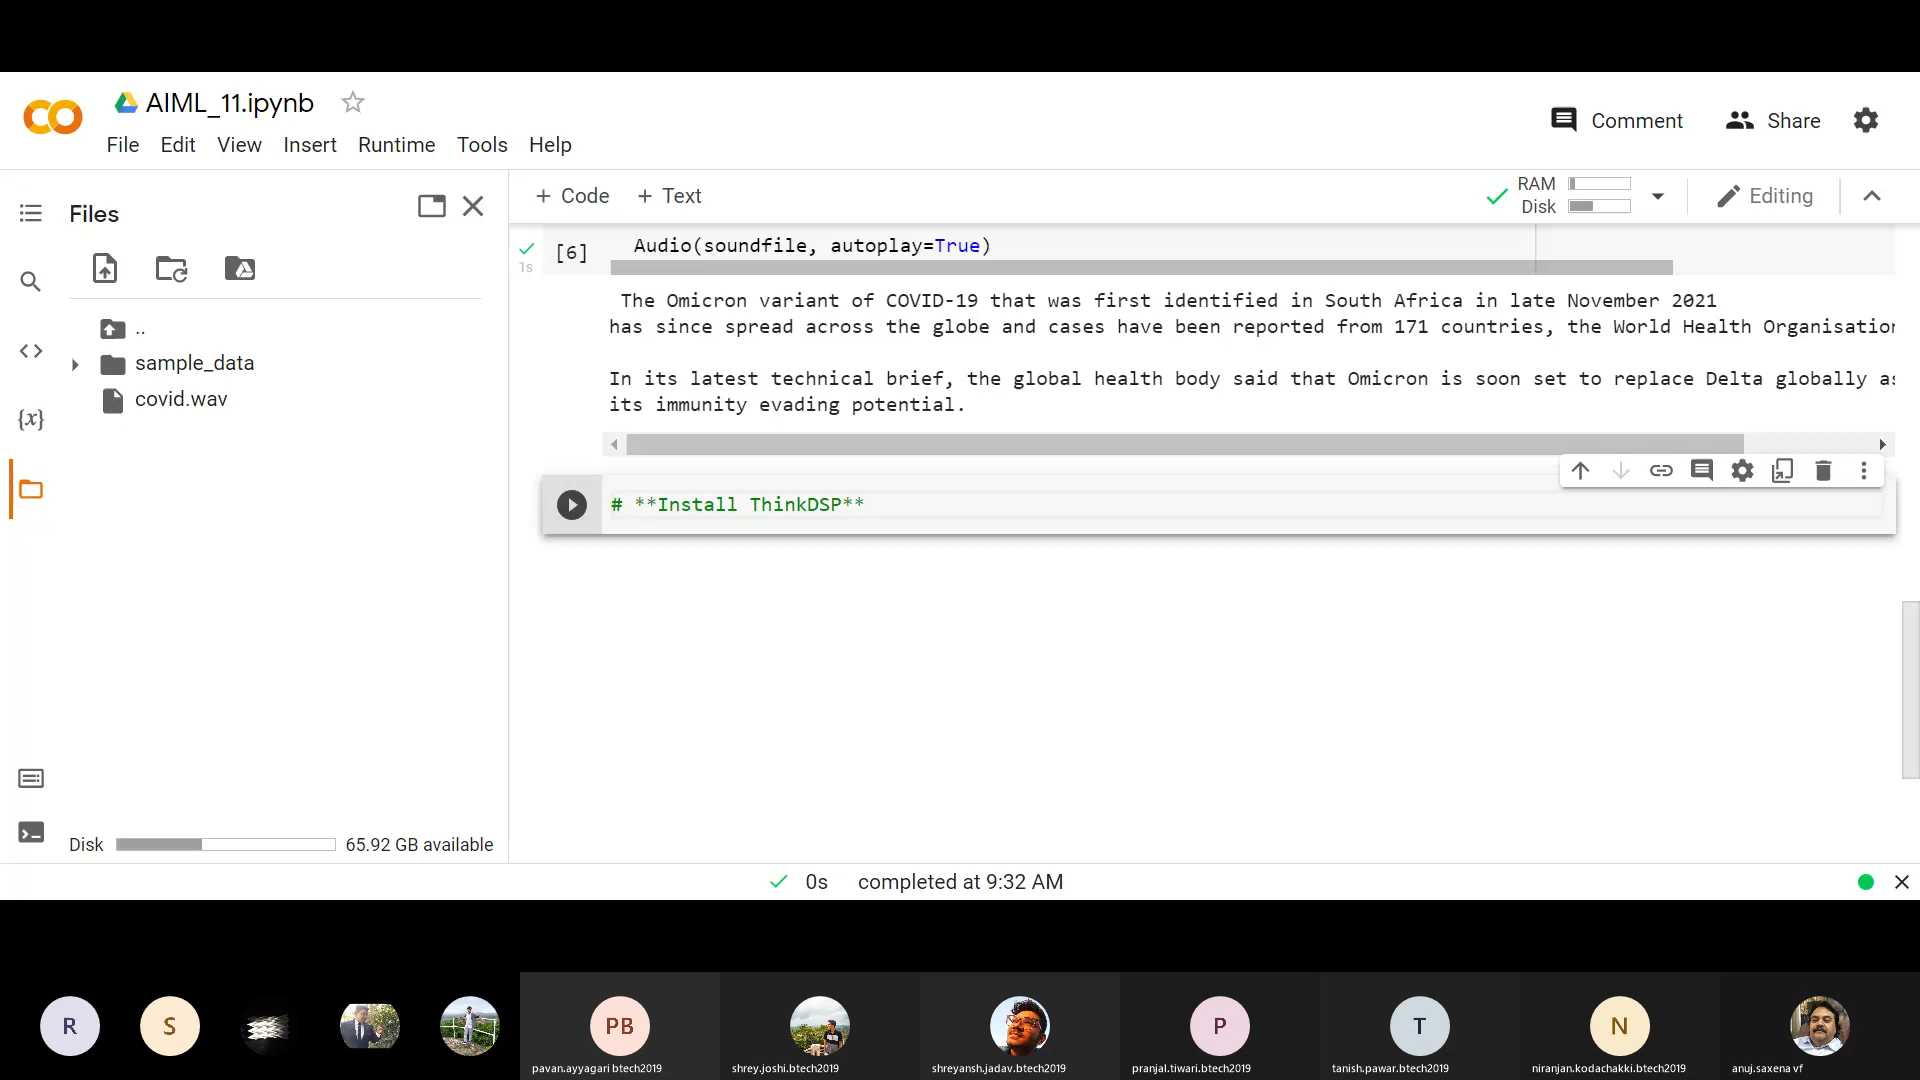 AIML_11.ipynb
File Edit View Insert Runtime Tools Help
Comment
Share
Files
+ Code + Text
RAM
Disk
Editing
..
sample_data
covid.wav
Disk
65.92 GB available
1s
[6]
Audio(soundfile, autoplay=True)
The Omicron variant of COVID-19 that was first identified in South Africa in late November 2021
has since spread across the globe and cases have been reported from 171 countries, the World Health Organisation
In its latest technical brief, the global health body said that Omicron is soon set to replace Delta globally as
its immunity evading potential.
# **Install ThinkDSP**
0s completed at 9:32 AM
R
S
PB
P
T
N
pavan.ayyagari btech2019
shrey.joshi.btech2019
shreyansh.jadav.btech2019
pranjal.tiwari.btech2019
tanish.pawar.btech2019
niranjan.kodachakki.btech2019
anuj.saxena vf